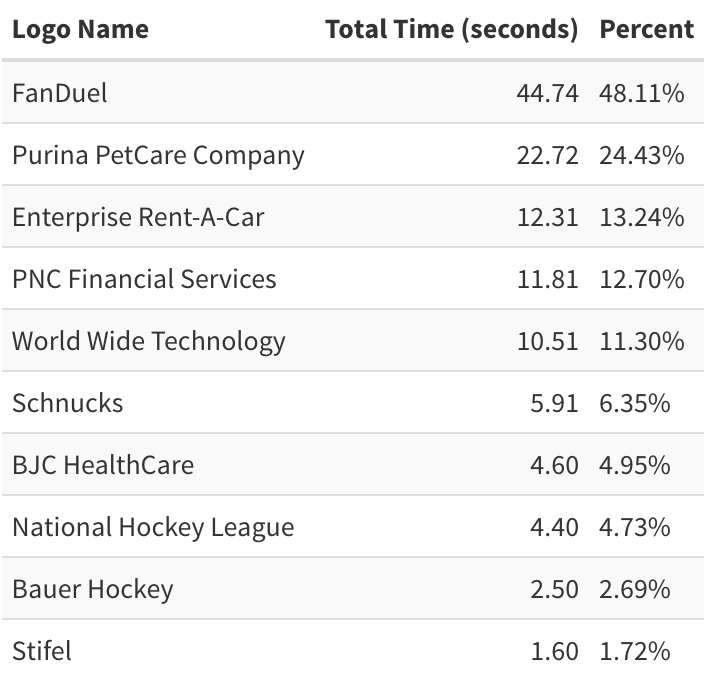 Logo Name Total Time (seconds) Percent
FanDuel 44.74 48.11%
Purina PetCare Company 22.72 24.43%
Enterprise Rent-A-Car 12.31 13.24%
PNC Financial Services 11.81 12.70%
World Wide Technology 10.51 11.30%
Schnucks 5.91 6.35%
BJC HealthCare 4.60 4.95%
National Hockey League 4.40 4.73%
Bauer Hockey 2.50 2.69%
Stifel 1.60 1.72%